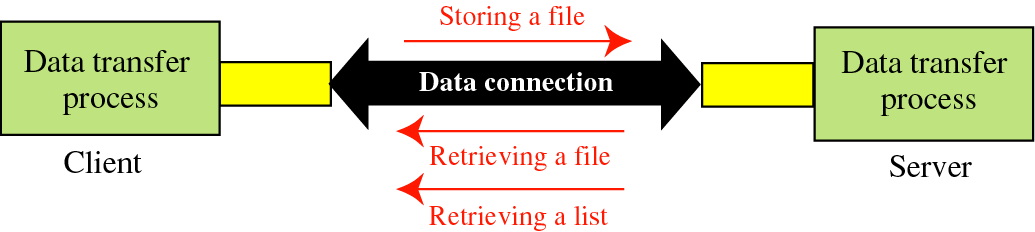 Storing a file
Data transfer
process
Data connection
Data transfer
process
Retrieving a file
Client
Server
Retrieving a list